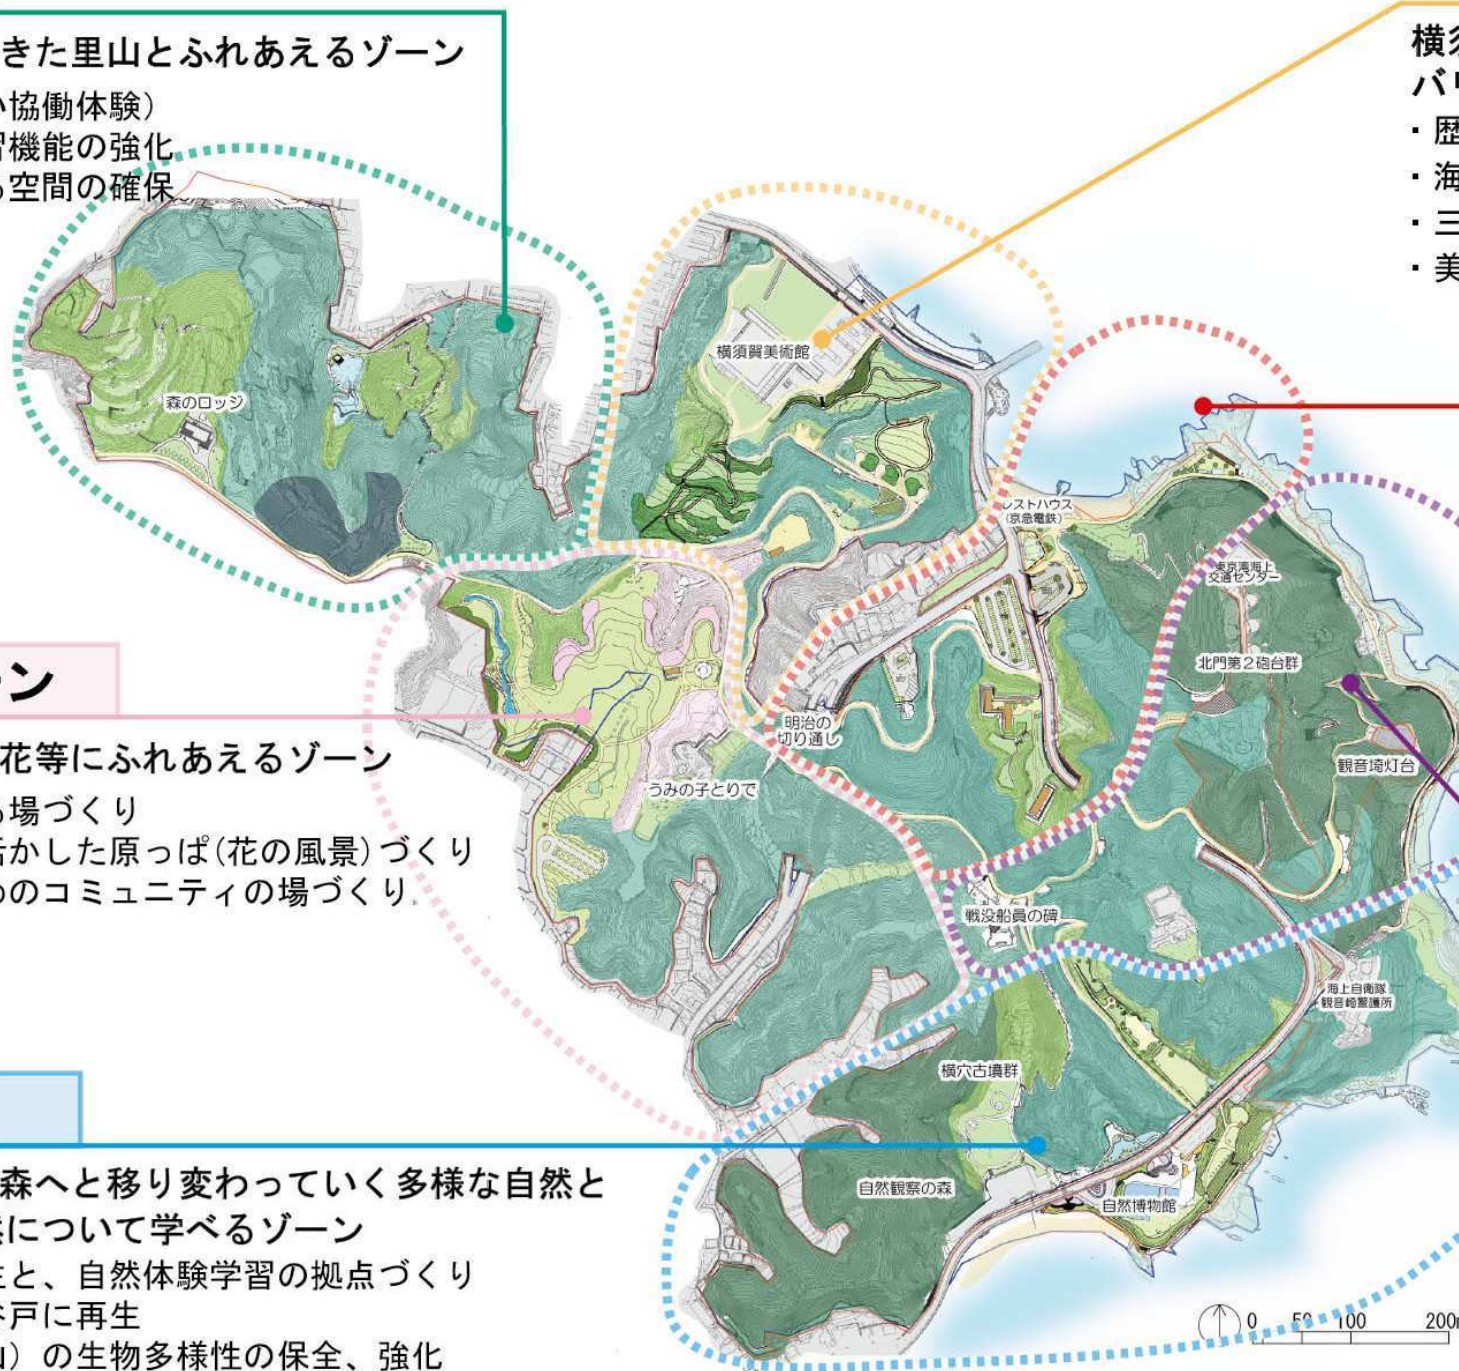 きた里山とふれあえるゾーン
い協働体験）
習機能の強化
る空間の確保
横須
バリ
・歴
・海
・三
・美
横須賀美術館
森のロッジ
レストハウス
（京急電鉄）
東京湾海上
交通センター
北門第２砲台群
ーン
明治の
切り通し
花等にふれあえるゾーン
観音埼灯台
うみの子とりで
る場づくり
活かした原っぱ(花の風景)づくり
めのコミュニティの場づくり
戦没船員の碑
海上自衛隊
観音崎警護所
横穴古墳群
森へと移り変わっていく多様な自然と
自然観察の森
自然博物館
について学べるゾーン
生と、自然体験学習の拠点づくり
谷戸に再生
山）の生物多様性の保全、強化
0 50 100 200m